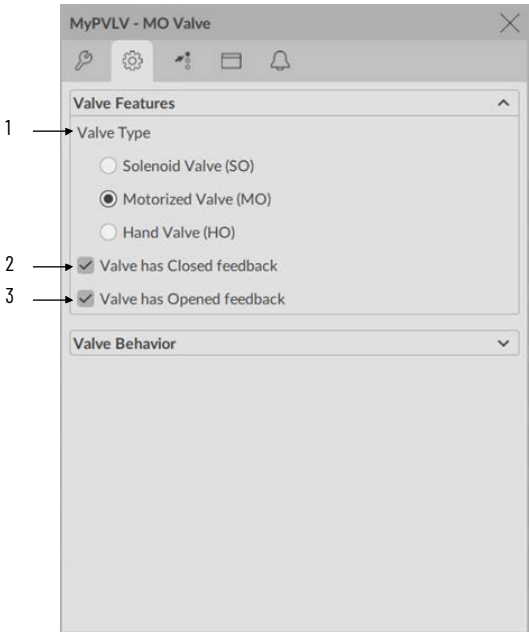 MyPVLV - MO Valve
Valve Features
1
Valve Type
Solenoid Valve (SO)
Motorized Valve (MO)
Hand Valve (HO)
2
Valve has Closed feedback
3
Valve has Opened feedback
Valve Behavior